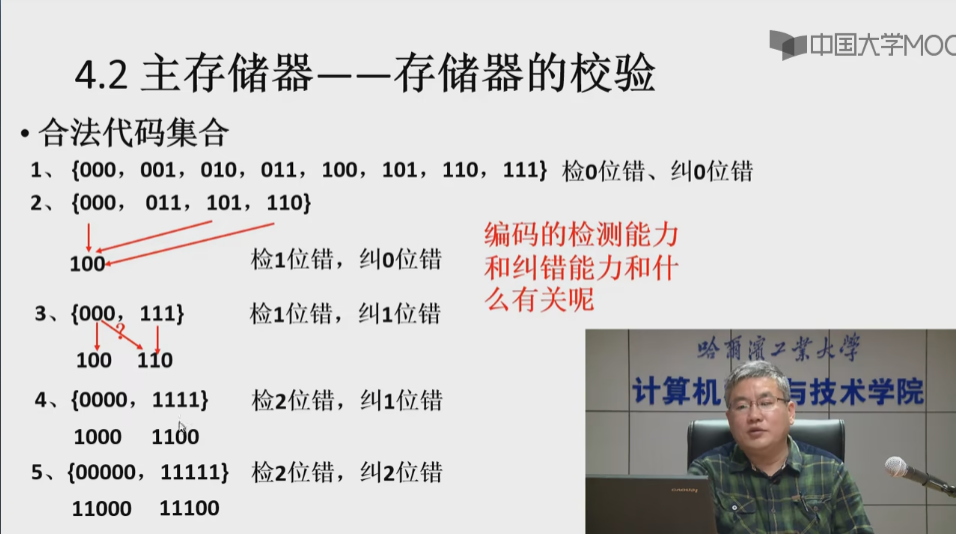 中国大学MOO
4.2 主存储器——存储器的校验
• 合法代码集合
1、 {000, 001, 010, 011, 100, 101, 110, 111} 检0位错、纠0位错
2、 {000, 011, 101, 110}
100 检1位错，纠0位错
编码的检测能力
和纠错能力和什
么有关呢
3、 {000, 111} 检1位错，纠1位错
?
100 110
4、 {0000, 1111} 检2位错，纠1位错
1000 1100
5、 {00000, 11111} 检2位错，纠2位错
11000 11100
哈尔滨工业大学
计算机 与技术学院